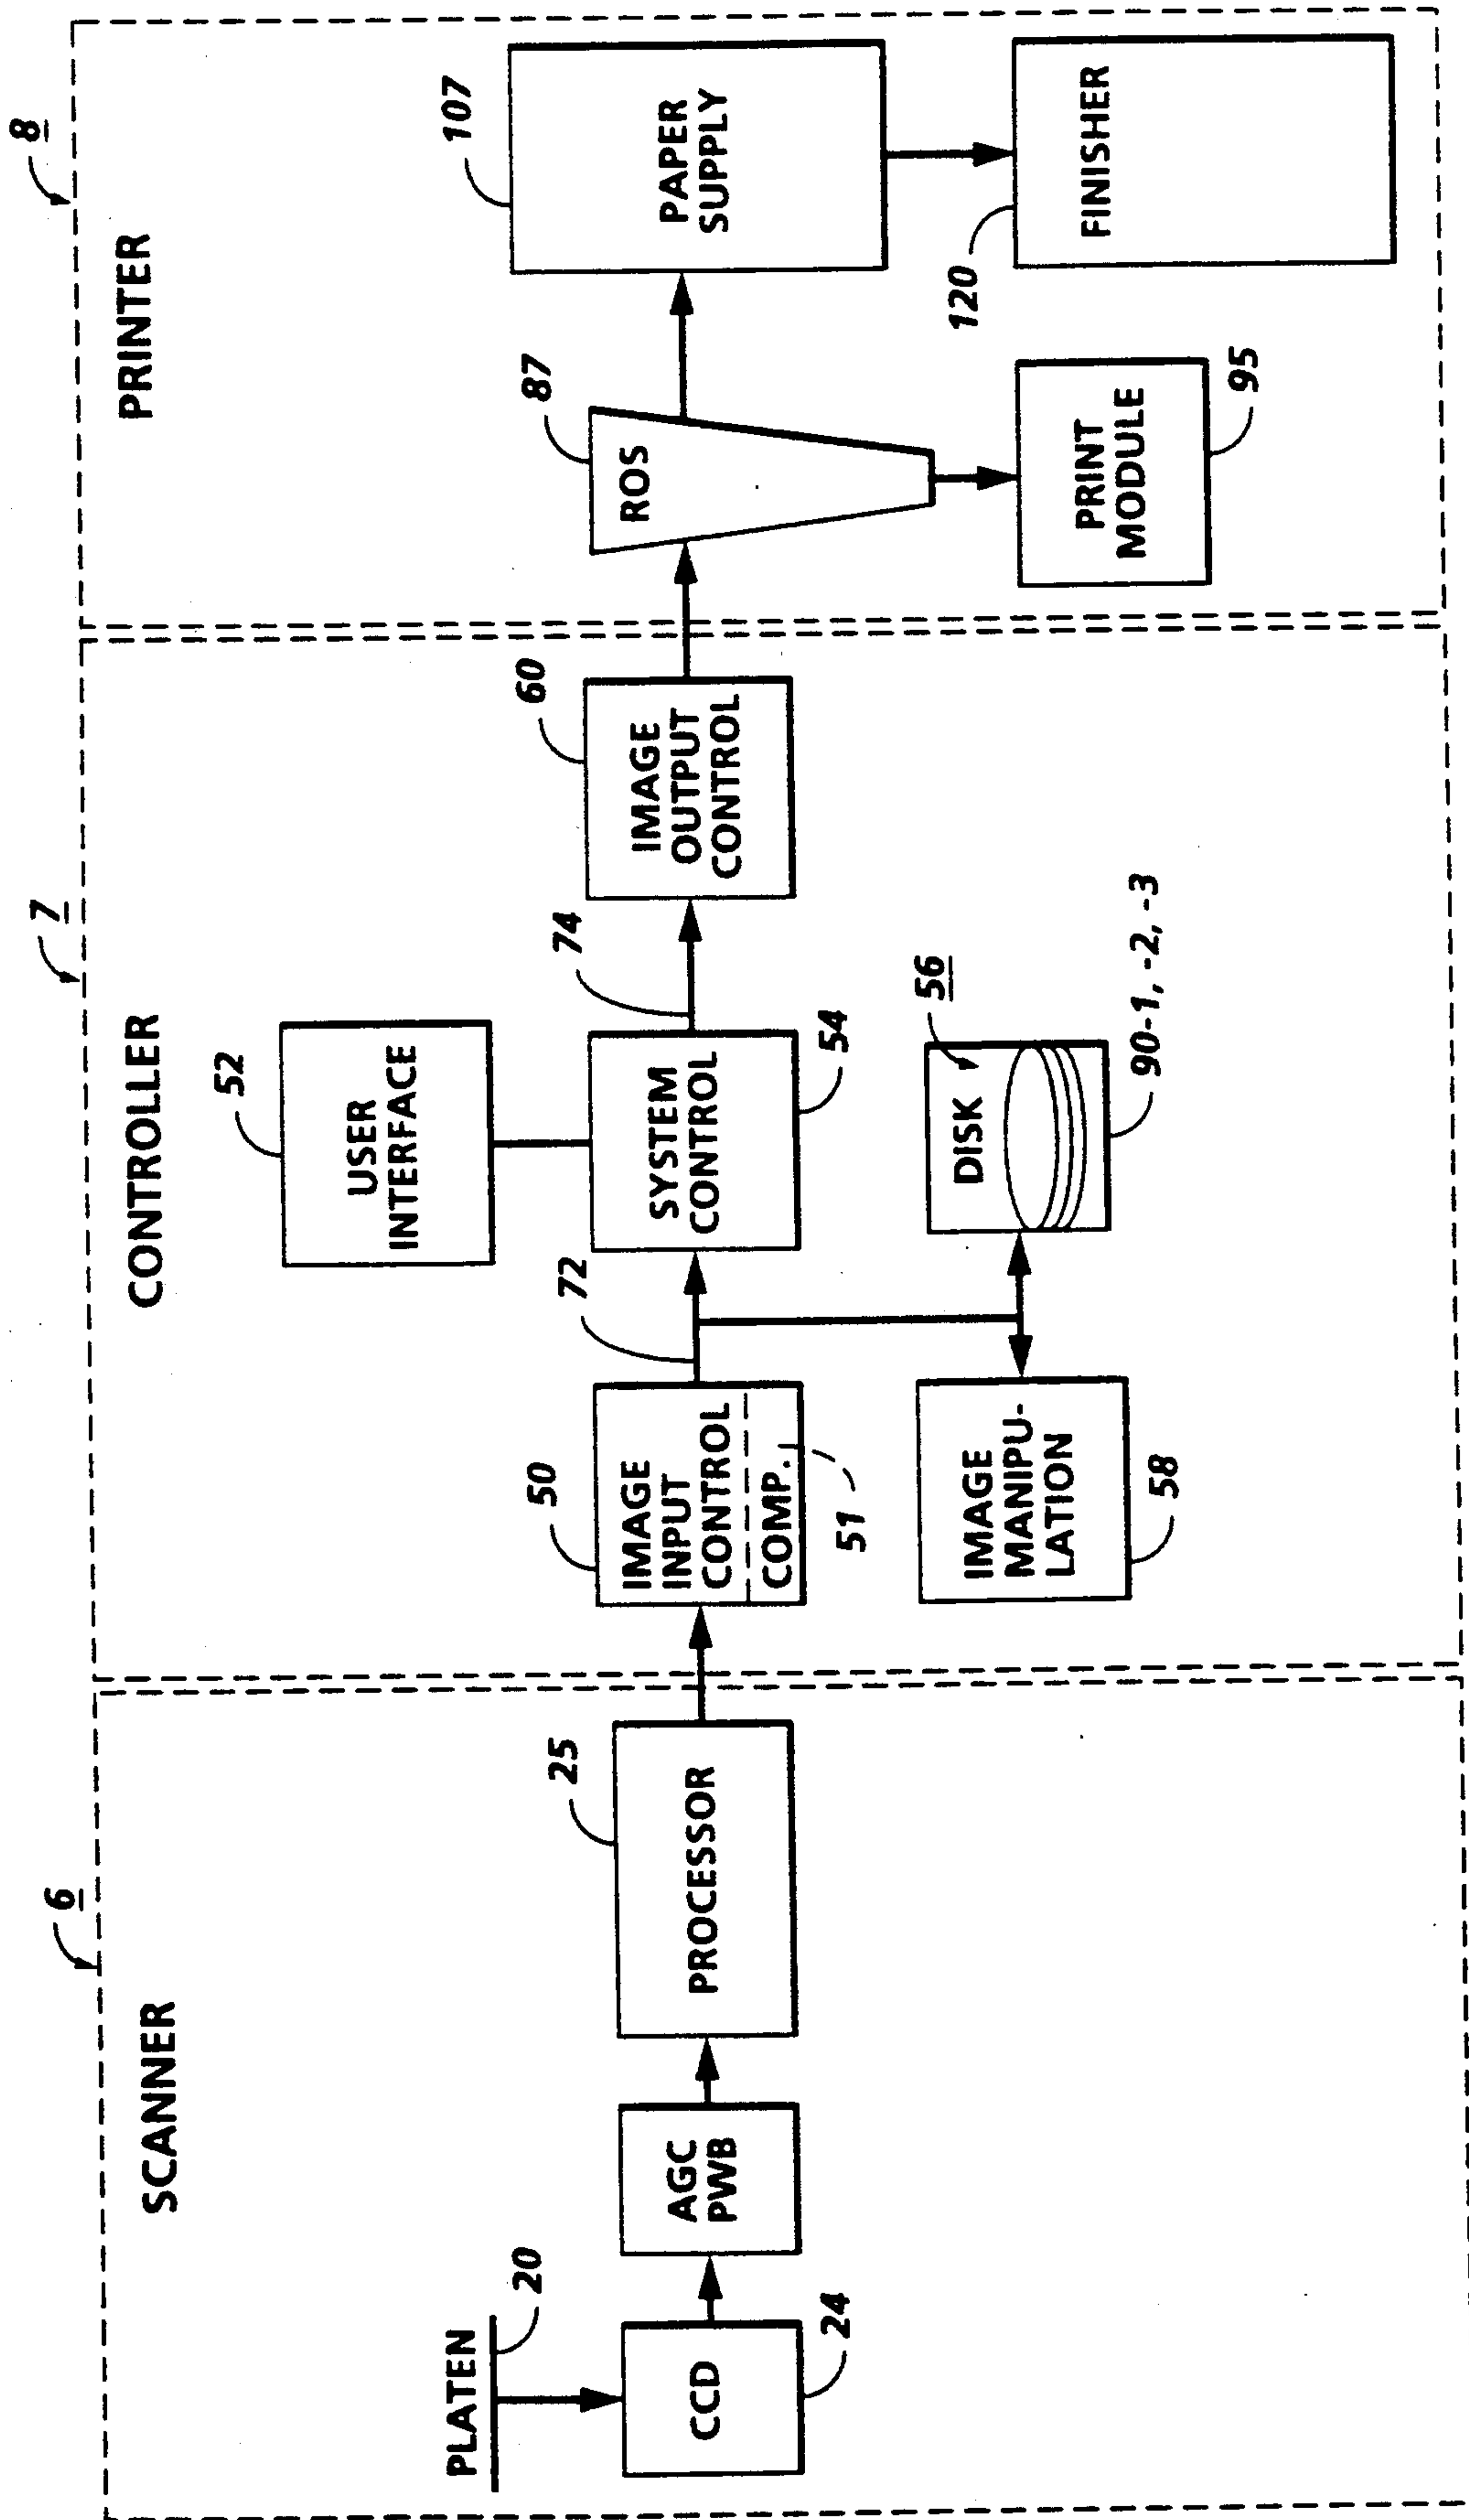 6
SCANNER
PLATEN
20
CCD
24
AGC
PWB
PROCESSOR
25
7
CONTROLLER
IMAGE
INPUT
CONTROL
COMP.
50
51
72
USER
INTERFACE
52
SYSTEM
CONTROL
54
74
IMAGE
OUTPUT
CONTROL
60
IMAGE
MANIPU-
LATION
58
DISK
56
90-1, -2, -3
8
PRINTER
ROS
87
PRINT
MODULE
95
PAPER
SUPPLY
107
FINISHER
120